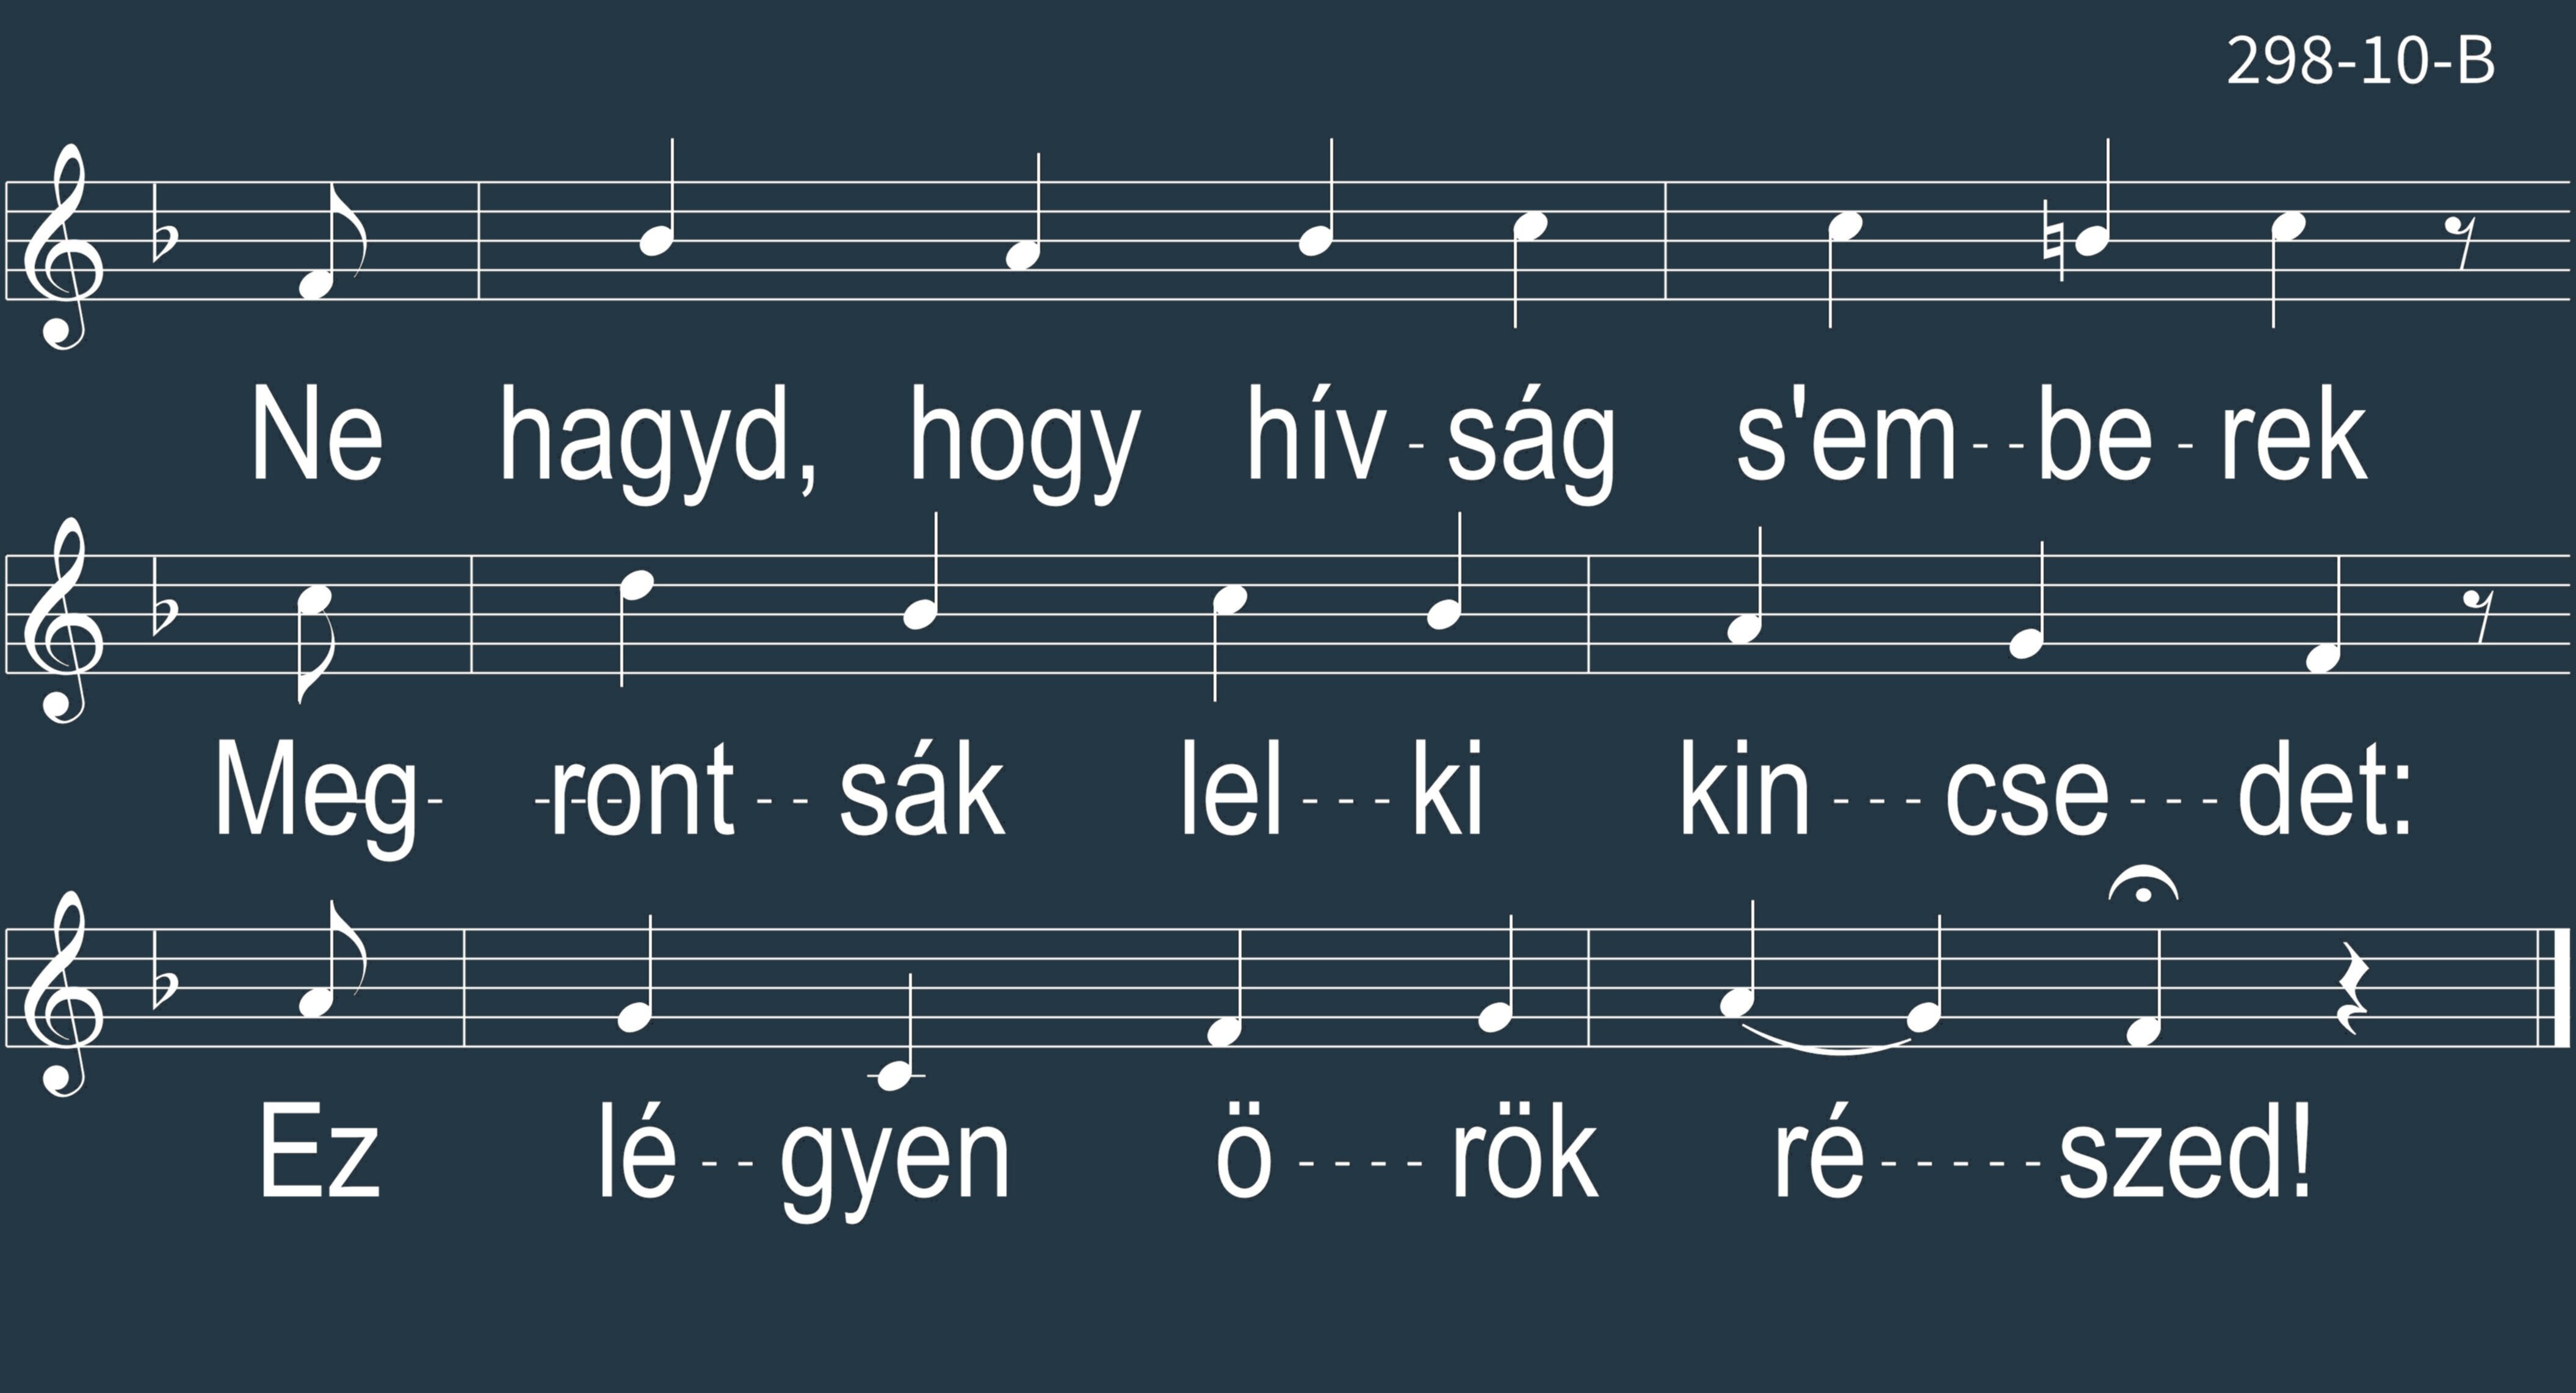 298-10-B
Ne hagyd, hogy hív - ság s'em - - be - rek
Meg - - - ront - - sák lel - - - ki kin - - - cse - - - det:
Ez lé - - gyen ö - - - - rök ré - - - - - szed!